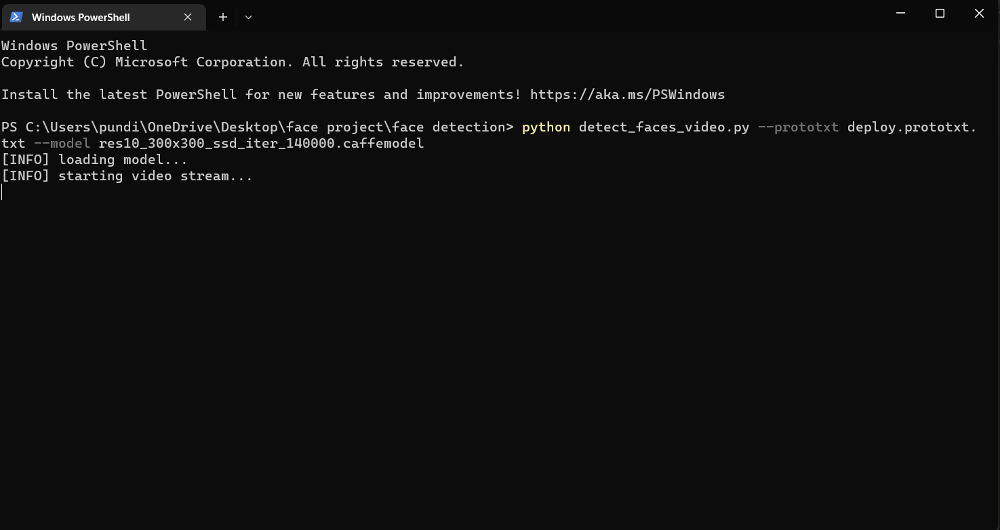 Windows PowerShell
Windows PowerShell
Copyright (C) Microsoft Corporation. All rights reserved.
Install the latest PowerShell for new features and improvements! https://aka.ms/PSWindows
PS C:\Users\pundi\OneDrive\Desktop\face project\face detection> python detect_faces_video.py --prototxt deploy.prototxt.
txt --model res10_300x300_ssd_iter_140000.caffemodel
[INFO] loading model...
[INFO] starting video stream...